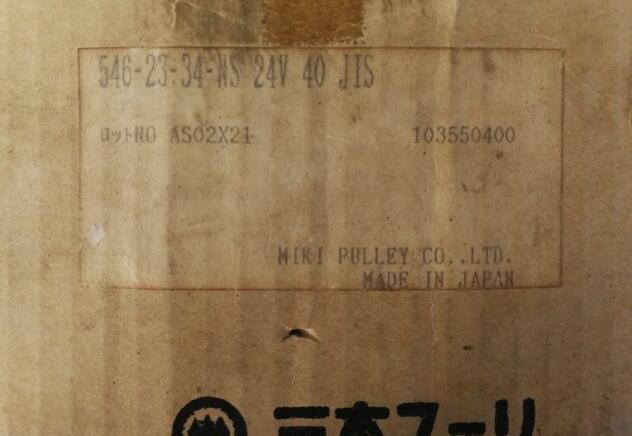 546-23-34-NS 24V 40 JIS
ロットNO AS02X21 103550400
MIKI PULLEY CO.,LTD.
MADE IN JAPAN
三木プーリ